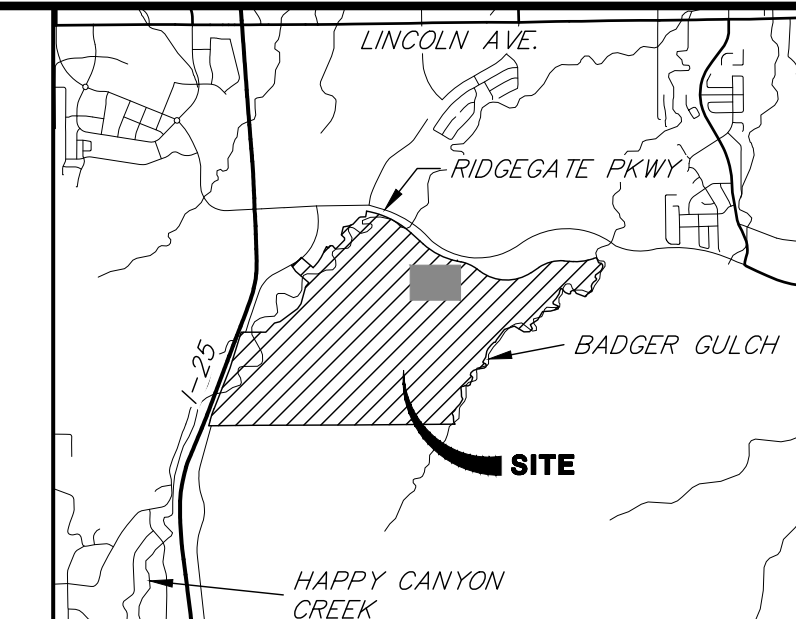 LINCOLN AVE.
RIDGEGATE PKWY
BADGER GULCH
I-25
SITE
HAPPY CANYON
CREEK